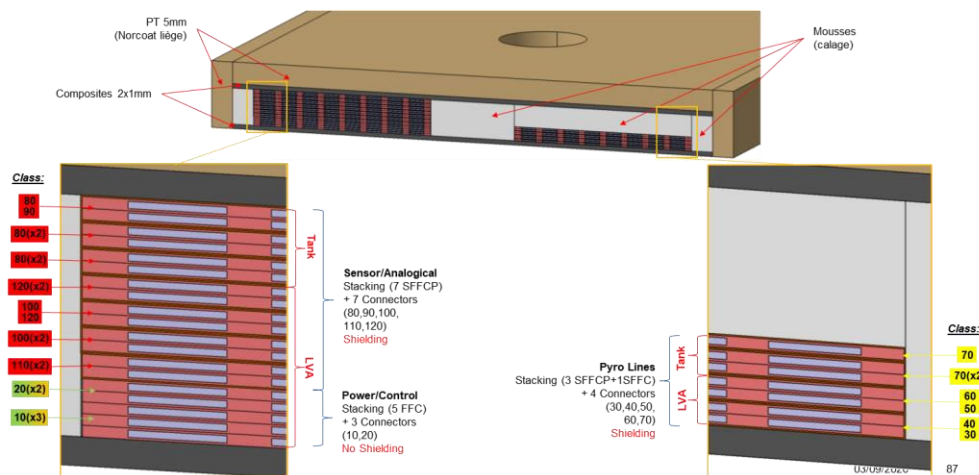 PT 5mm
(Norcoat liège)
Mousses
(calage)
Composites 2x1mm
Class:
80
90
80(x2)
80(x2)
120(x2)
100
120
100(x2)
110(x2)
20(x2)
10(x3)
Tank
LVA
Sensor/Analogical
Stacking (7 SFFCP)
+ 7 Connectors
(80,90,100,
110,120)
Shielding
Power/Control
Stacking (5 FFC)
+ 3 Connectors
(10,20)
No Shielding
Pyro Lines
Stacking (3 SFFCP+1SFFC)
+ 4 Connectors
(30,40,50,
60,70)
Shielding
Tank
LVA
Class:
70
70(x2
60
50
40
30
03/09/2020
87